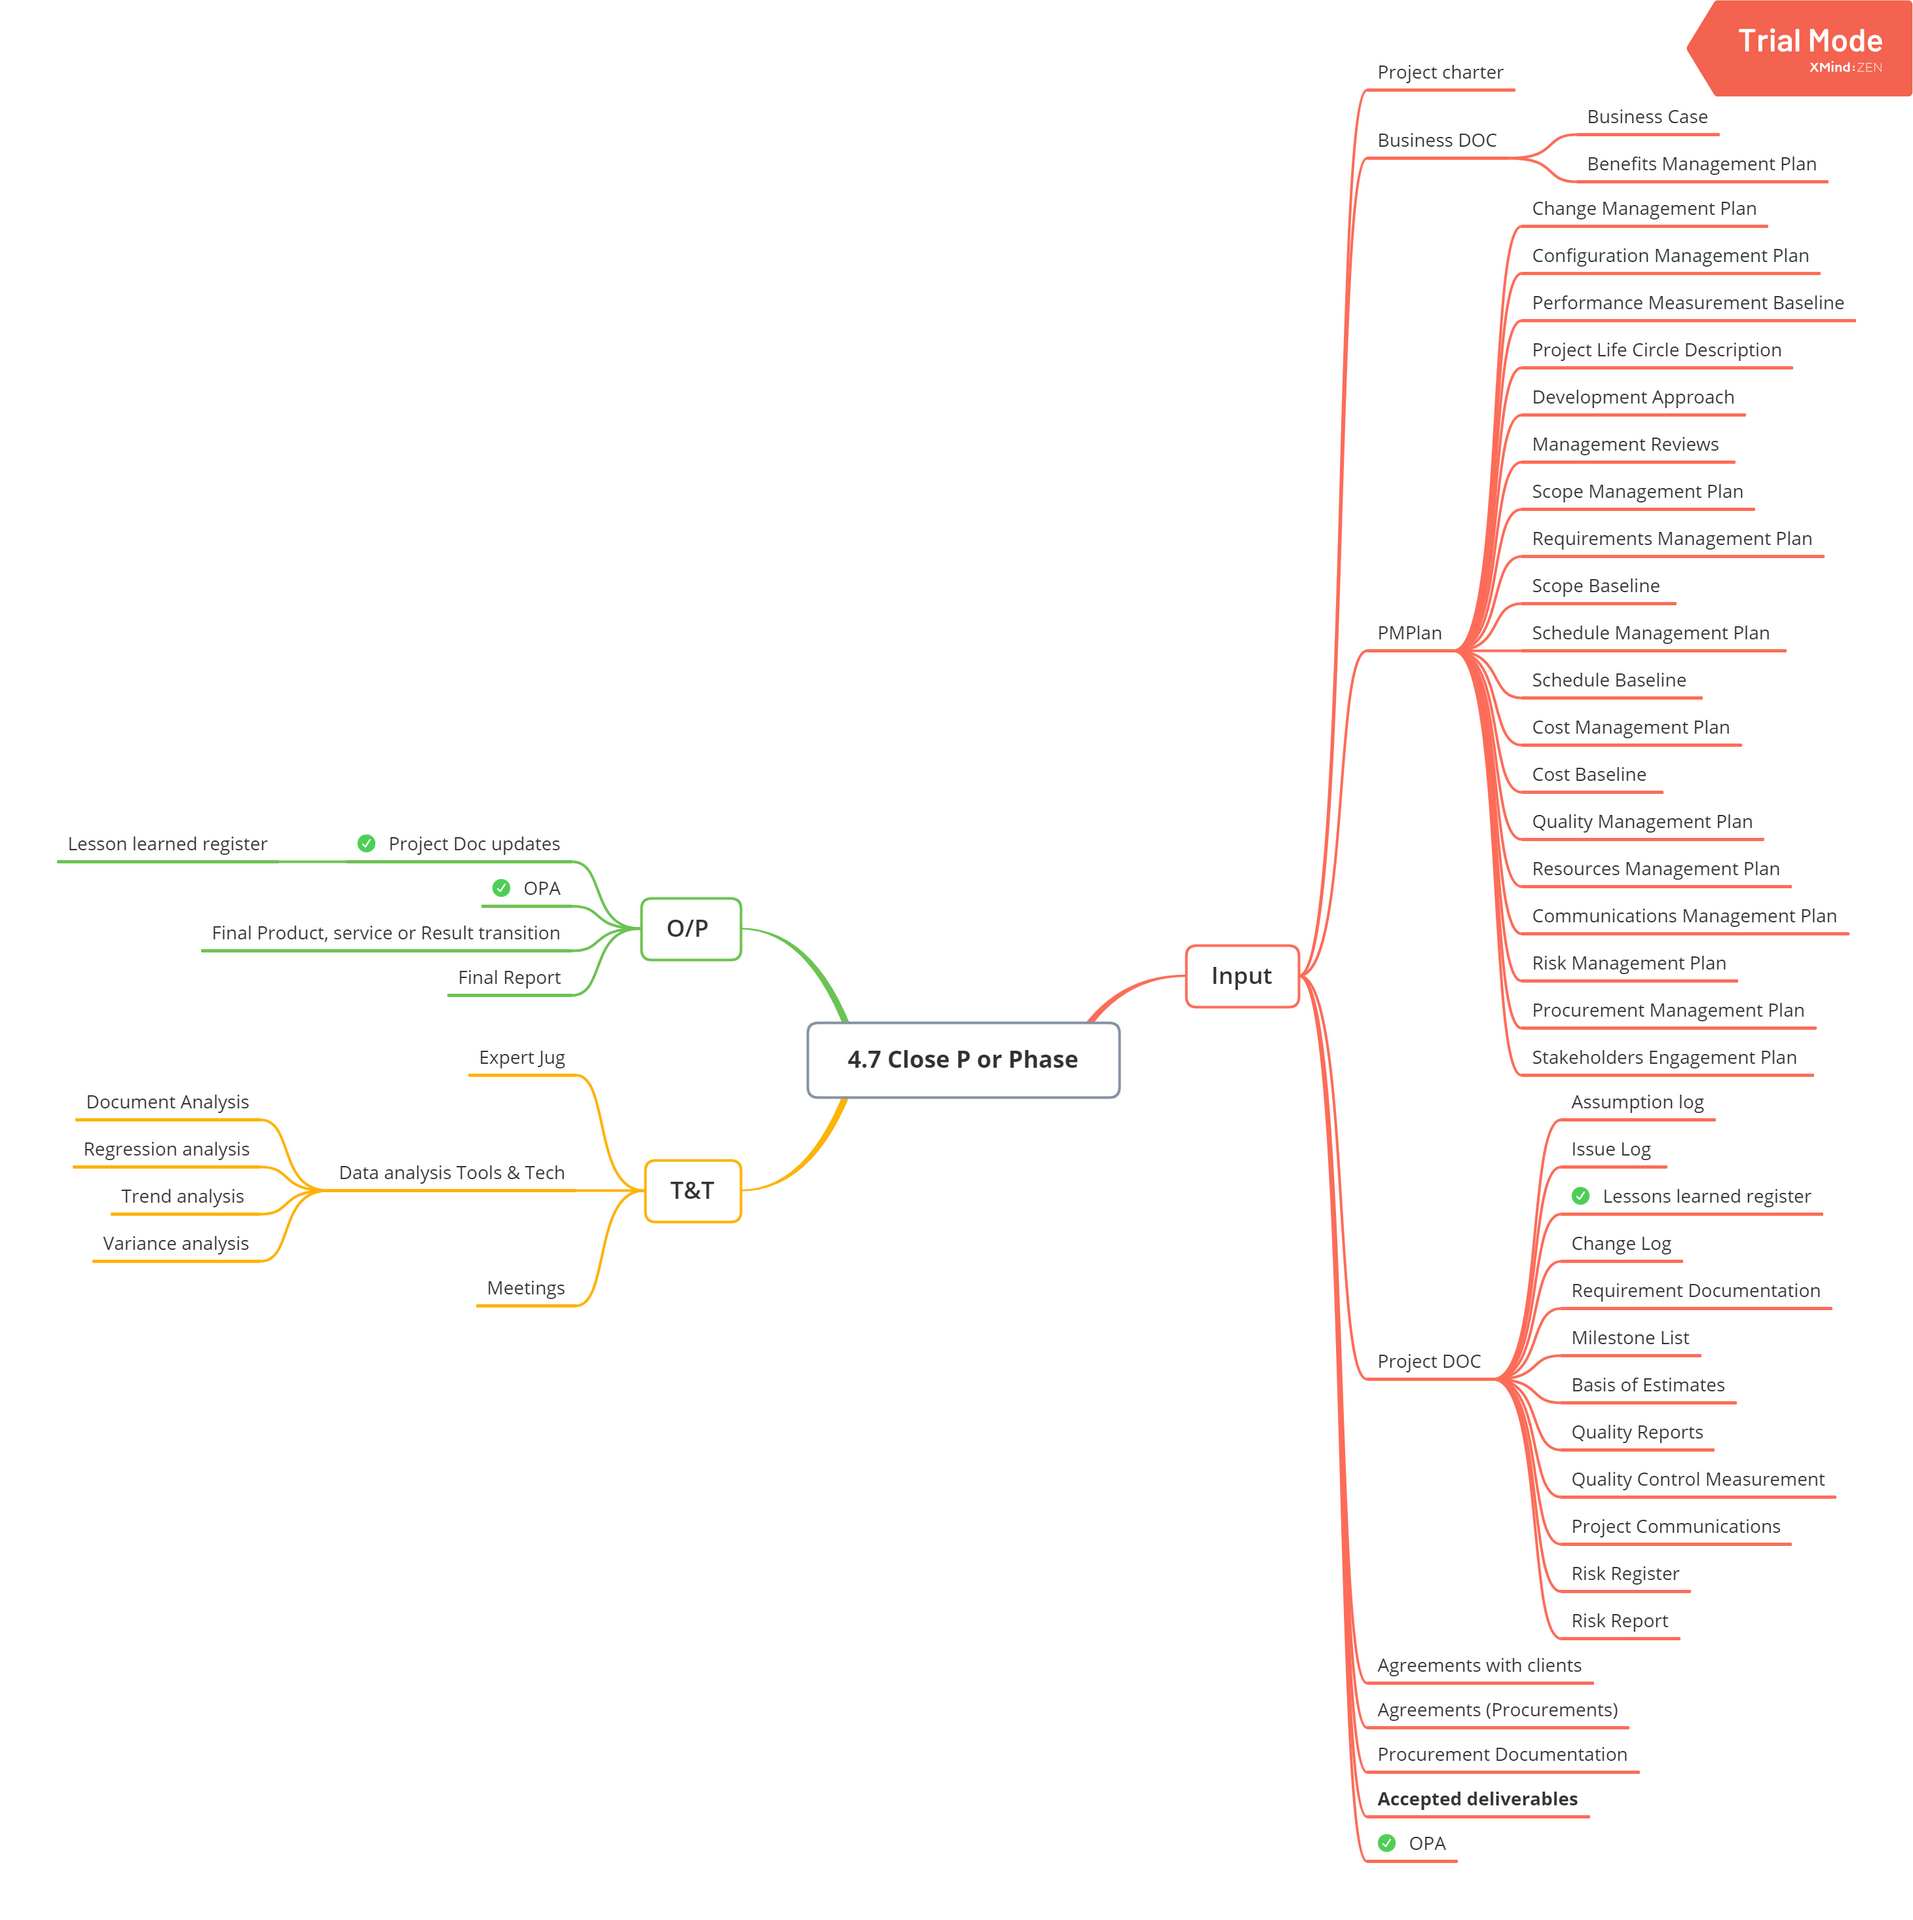 Trial Mode
XMind:ZEN
4.7 Close P or Phase
Input
Project charter
Business DOC
Business Case
Benefits Management Plan
PMPlan
Change Management Plan
Configuration Management Plan
Performance Measurement Baseline
Project Life Circle Description
Development Approach
Management Reviews
Scope Management Plan
Requirements Management Plan
Scope Baseline
Schedule Management Plan
Schedule Baseline
Cost Management Plan
Cost Baseline
Quality Management Plan
Resources Management Plan
Communications Management Plan
Risk Management Plan
Procurement Management Plan
Stakeholders Engagement Plan
Project DOC
Assumption log
Issue Log
Lessons learned register
Change Log
Requirement Documentation
Milestone List
Basis of Estimates
Quality Reports
Quality Control Measurement
Project Communications
Risk Register
Risk Report
Agreements with clients
Agreements (Procurements)
Procurement Documentation
Accepted deliverables
OPA
O/P
Project Doc updates
Lesson learned register
OPA
Final Product, service or Result transition
Final Report
T&T
Expert Jug
Data analysis Tools & Tech
Document Analysis
Regression analysis
Trend analysis
Variance analysis
Meetings